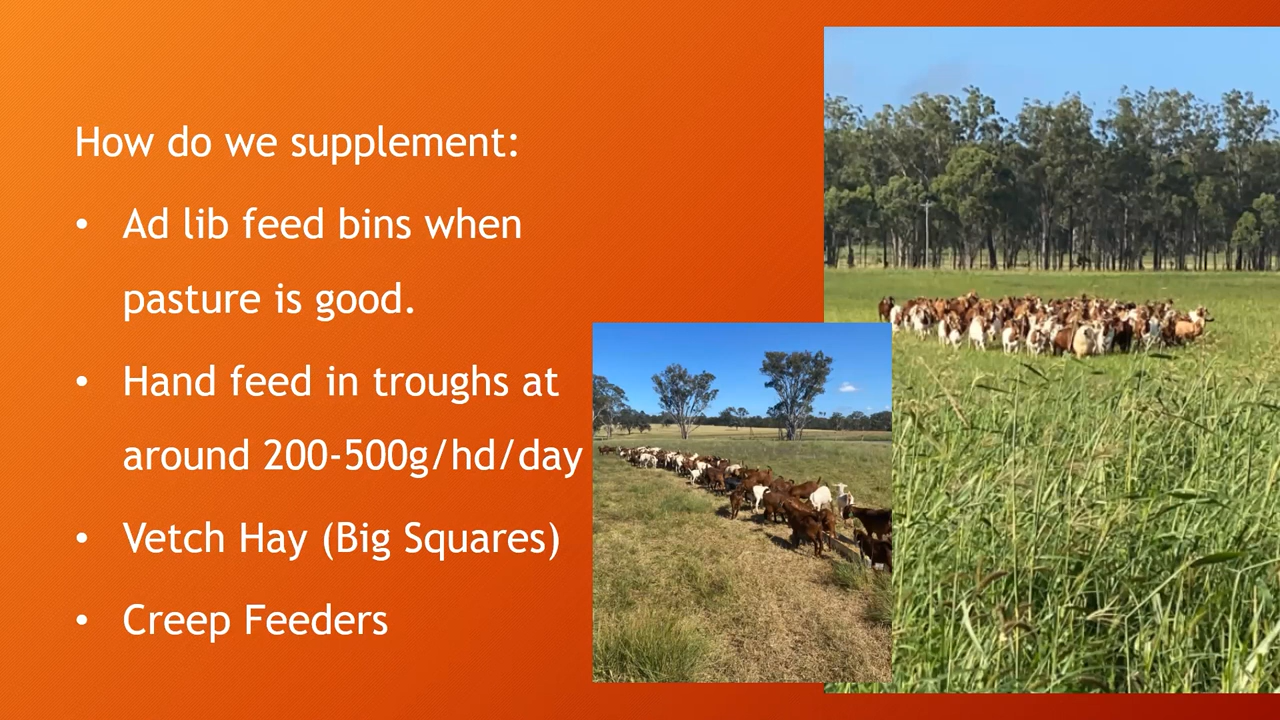 How do we supplement:
• Ad lib feed bins when
pasture is good.
• Hand feed in troughs at
around 200-500g/hd/day
• Vetch Hay (Big Squares)
• Creep Feeders